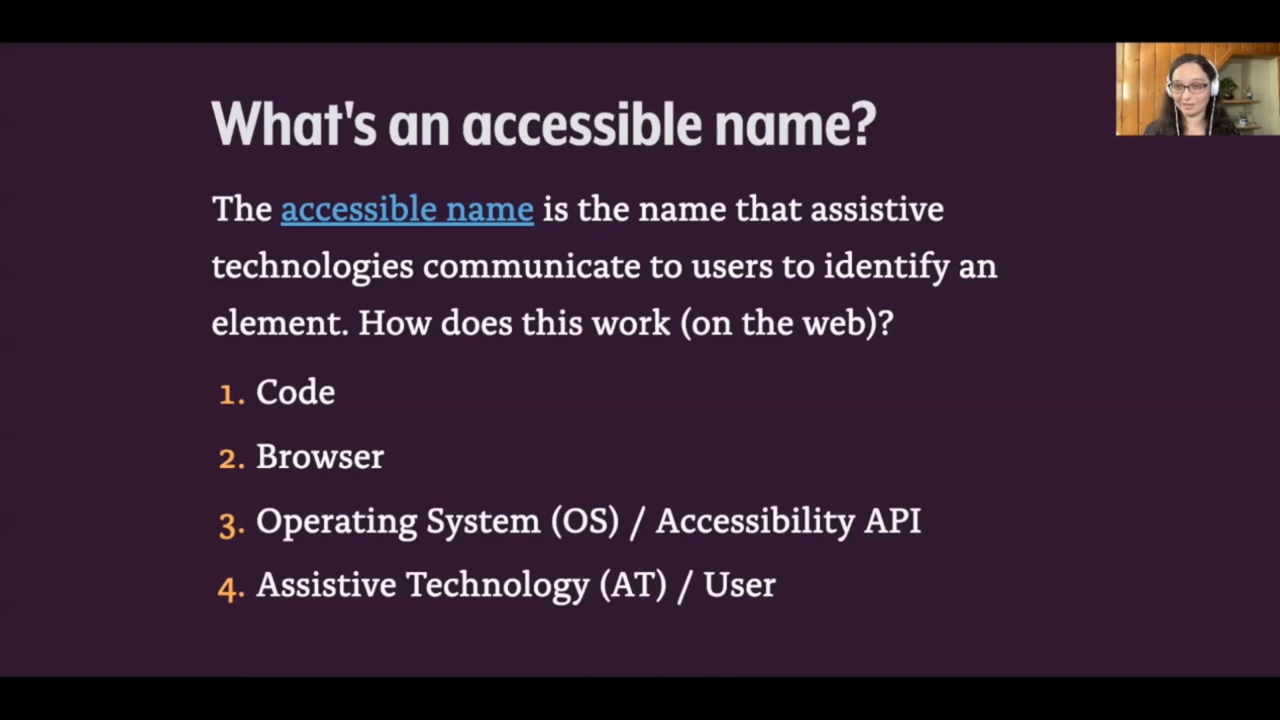 What's an accessible name?
The accessible name is the name that assistive
technologies communicate to users to identify an
element. How does this work (on the web)?
1. Code
2. Browser
3. Operating System (OS) / Accessibility API
4. Assistive Technology (AT) / User